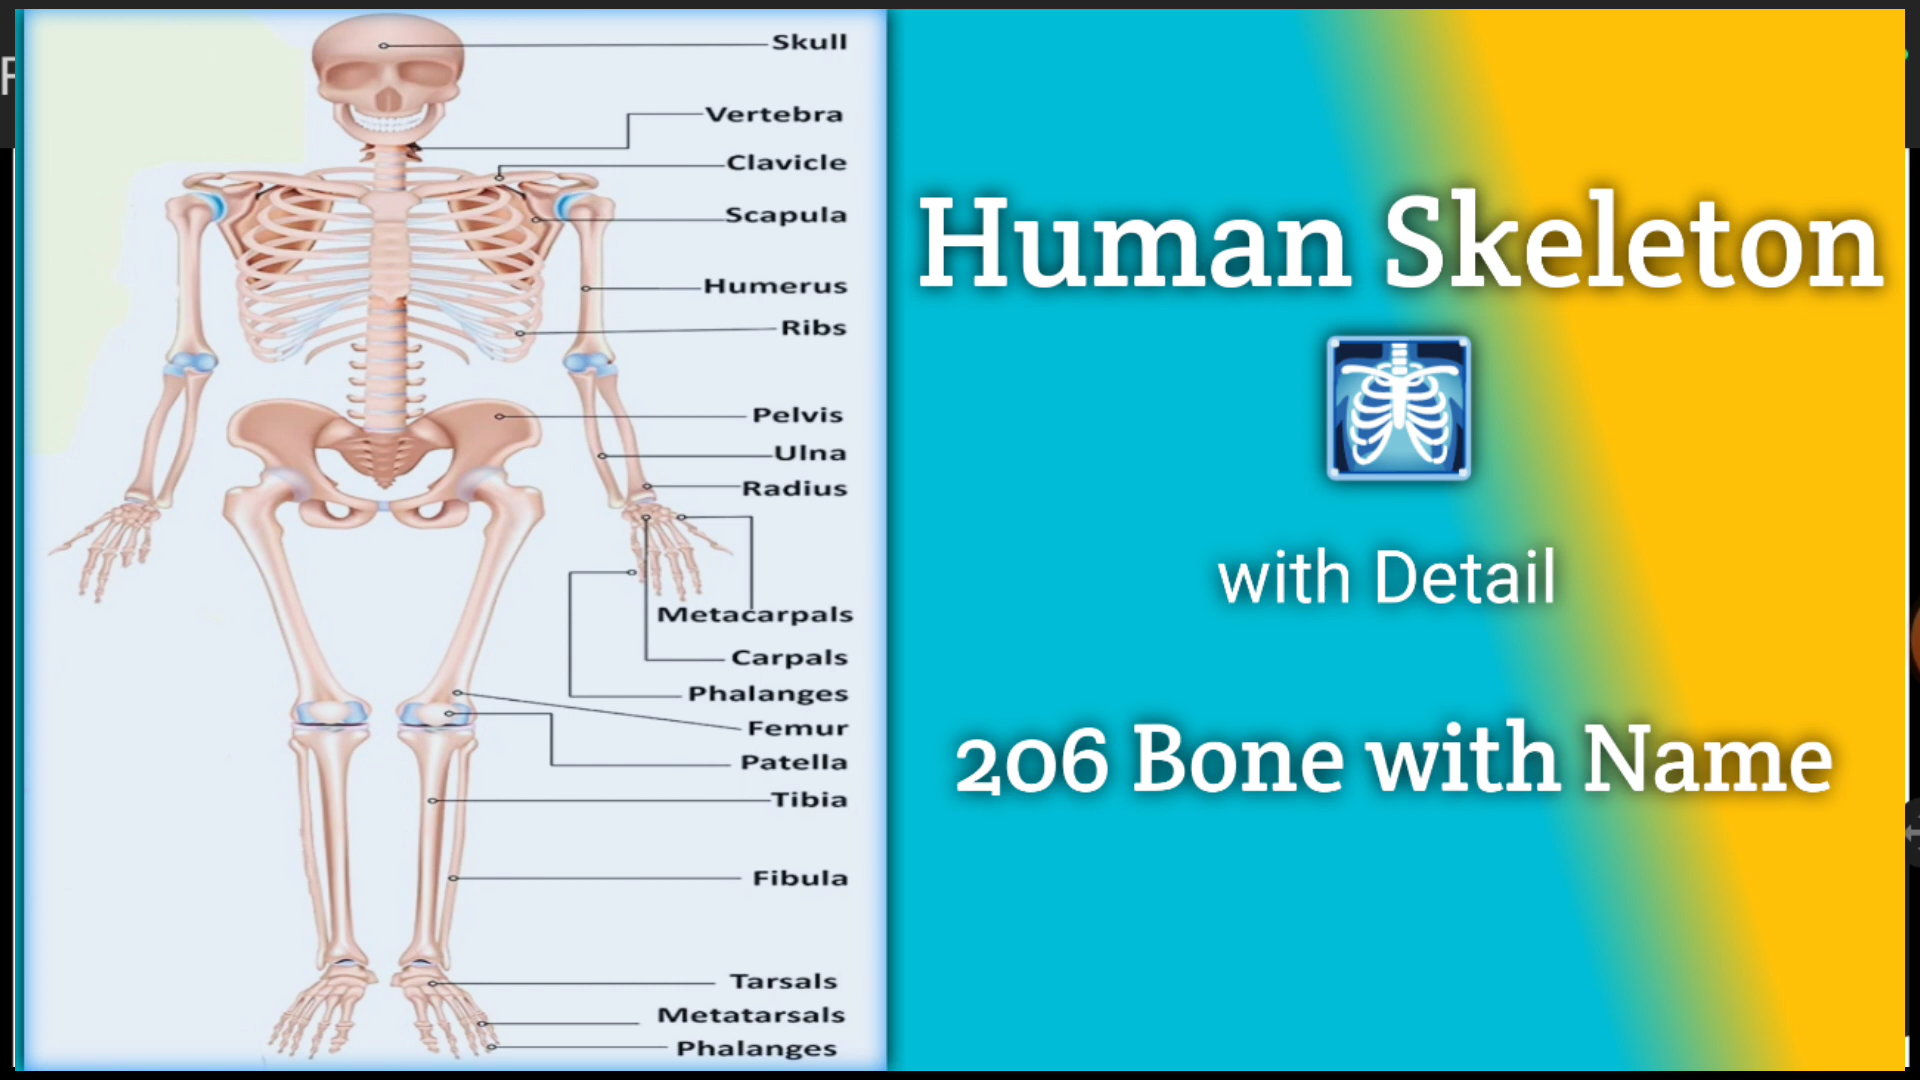 Skull
Vertebra
Clavicle
Scapula
Humerus
Ribs
Pelvis
Ulna
Radius
Metacarpals
Carpals
Phalanges
Femur
Patella
Tibia
Fibula
Tarsals
Metatarsals
Phalanges
Human Skeleton
with Detail
206 Bone with Name